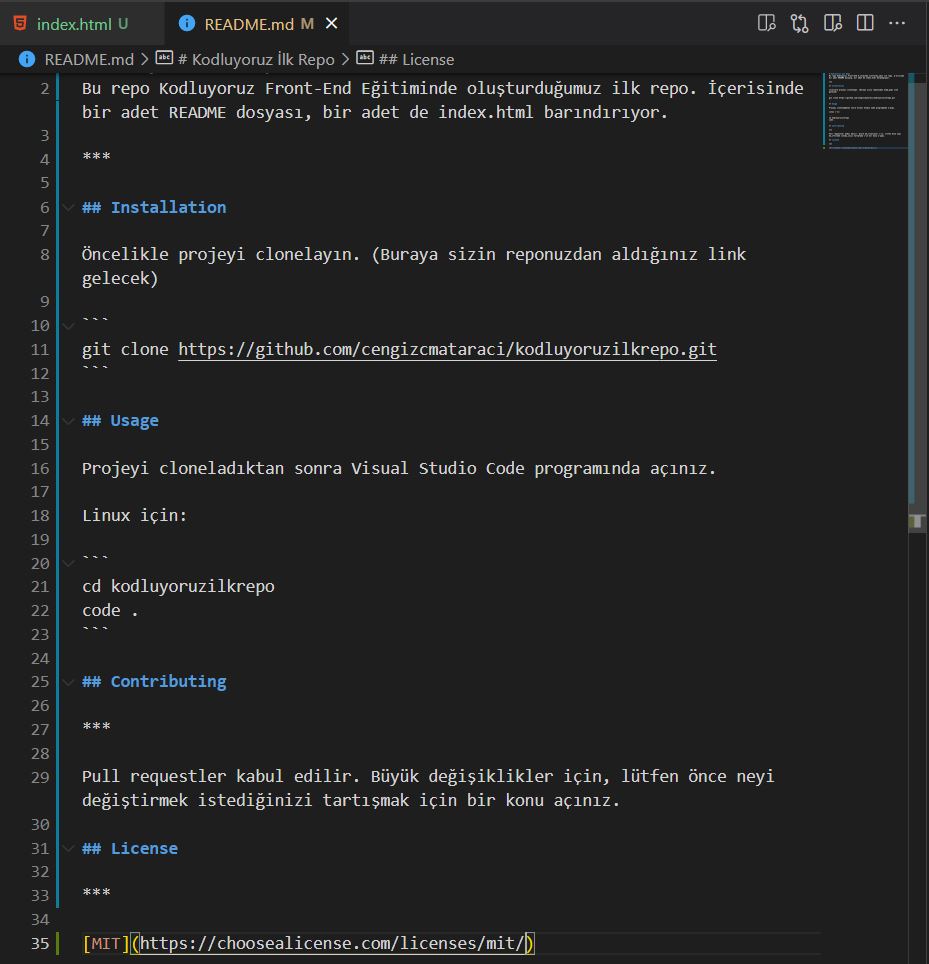 index.html U
README.md M
README.md > # Kodluyoruz İlk Repo > ## License
2 Bu repo Kodluyoruz Front-End Eğitiminde oluşturduğumuz ilk repo. İçerisinde
bir adet README dosyası, bir adet de index.html barındırıyor.
3
4 ***
5
6 ## Installation
7
8 Öncelikle projeyi clonelayın. (Buraya sizin reponuzdan aldığınız link
gelecek)
9
10 ```
11 git clone https://github.com/cengizcmataraci/kodluyoruzilkrepo.git
12 ```
13
14 ## Usage
15
16 Projeyi cloneladıktan sonra Visual Studio Code programında açınız.
17
18 Linux için:
19
20 ```
21 cd kodluyoruzilkrepo
22 code .
23 ```
24
25 ## Contributing
26
27 ***
28
29 Pull requestler kabul edilir. Büyük değişiklikler için, lütfen önce neyi
değiştirmek istediğinizi tartışmak için bir konu açınız.
30
31 ## License
32
33 ***
34
35 [MIT](https://choosealicense.com/licenses/mit/)